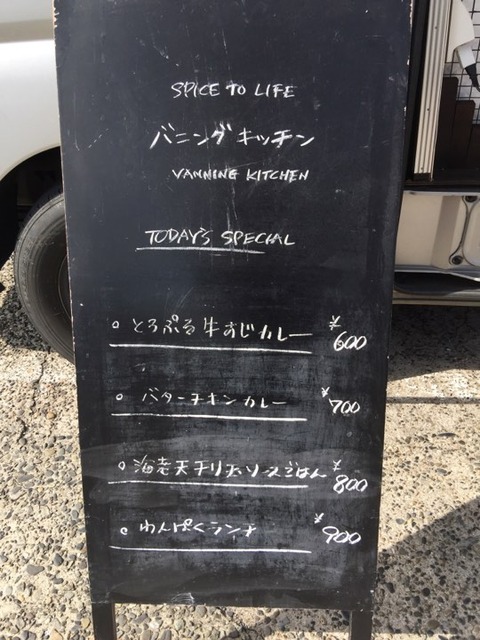 SPICE TO LIFE
バニングキッチン
VANNING KITCHEN
TODAY'S SPECIAL
○ とろぷる牛すじカレー ¥600
○ バターチキンカレー ¥700
○ 海老天チリチリソースごはん ¥800
○ わんぱくランチ ¥900